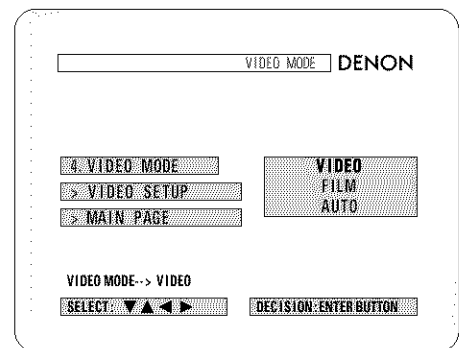 VIDEO MODE DENON
4. VIDEO MODE
> VIDEO SETUP
> MAIN PAGE
VIDEO
FILM
AUTO
VIDEO MODE--> VIDEO
SELECT: ▼ ▲ ◄ ► DECISION: ENTER BUTTON